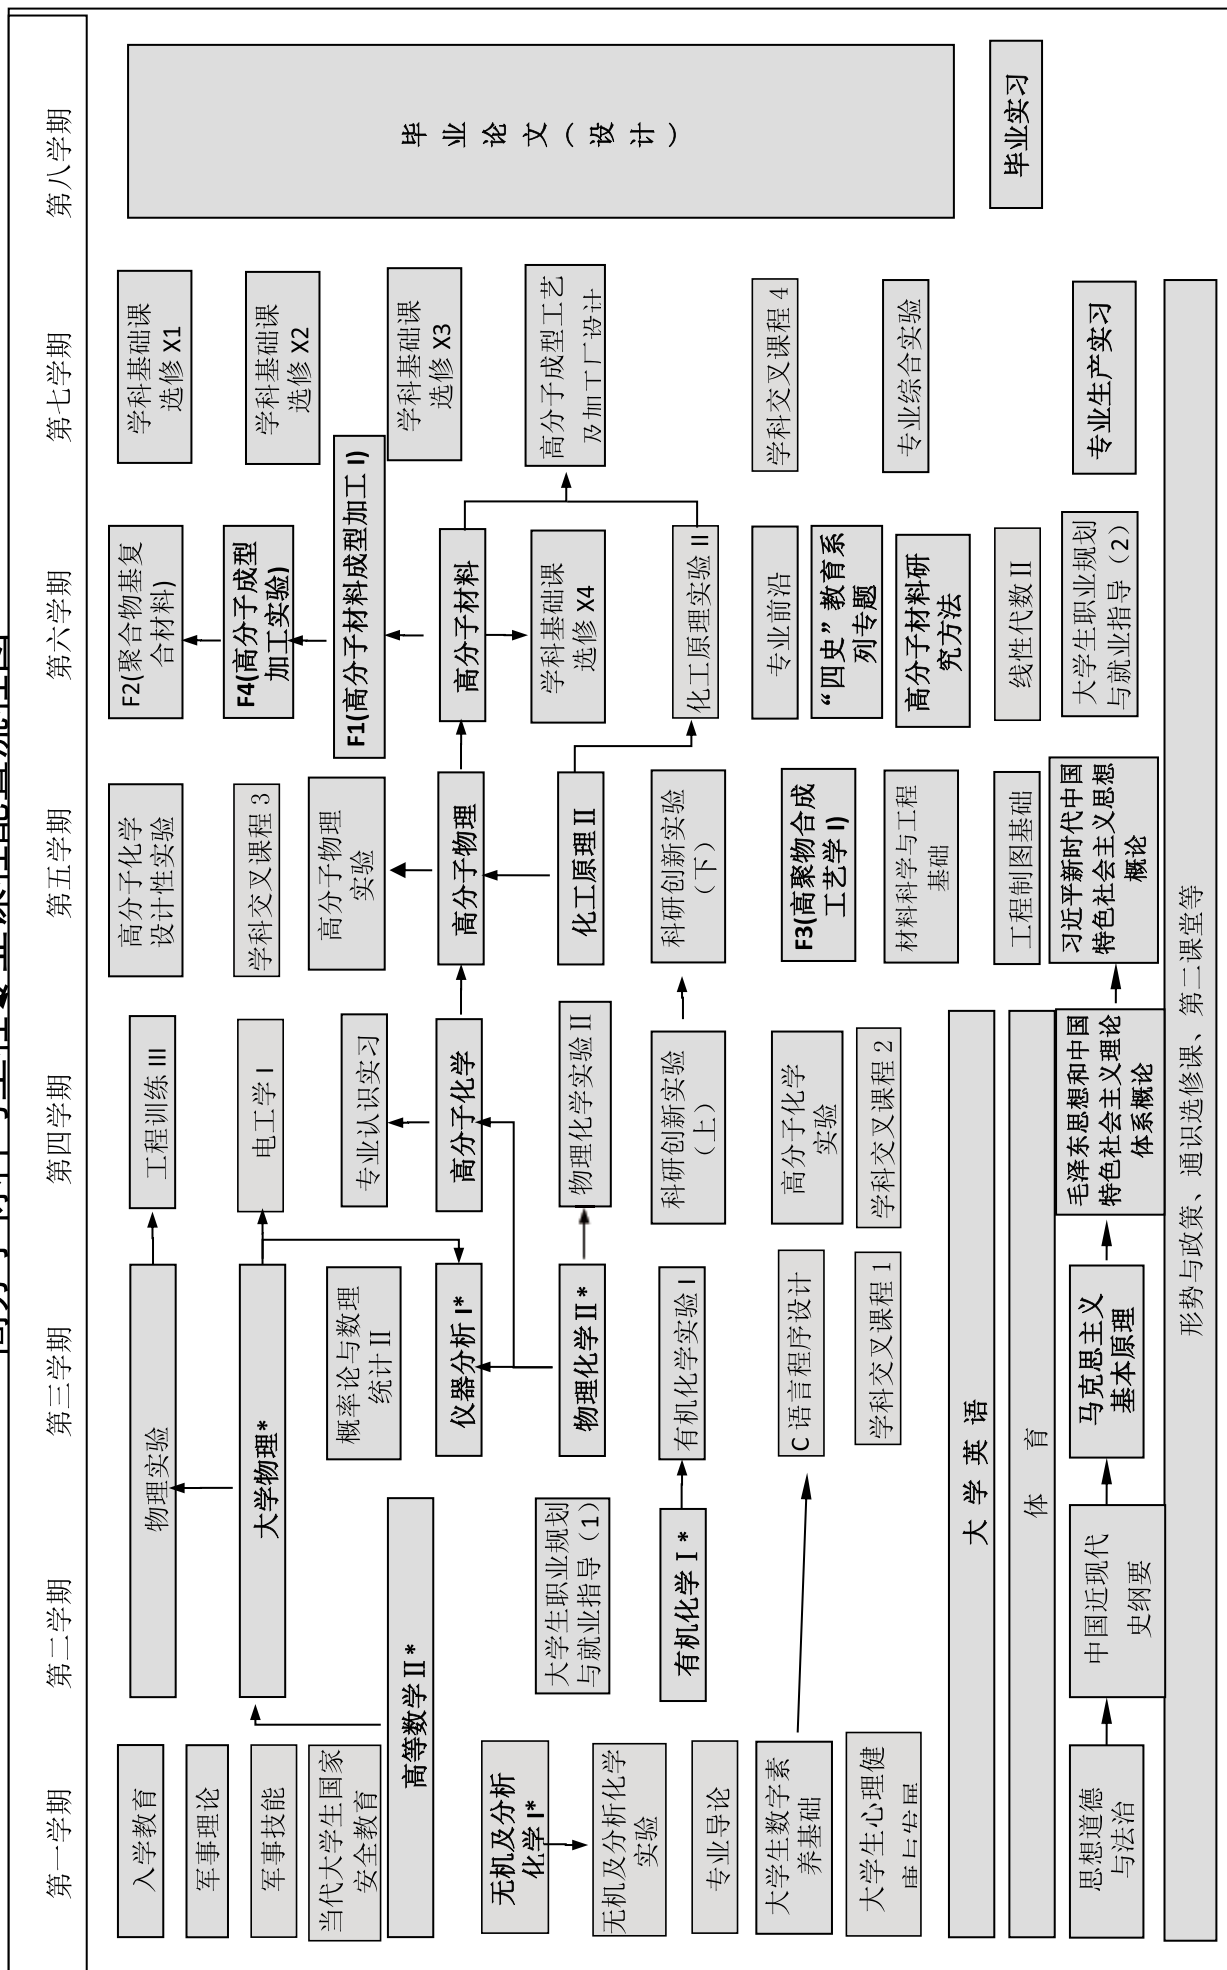 第一学期
第二学期
第三学期
第四学期
第五学期
第六学期
第七学期
第八学期
入学教育
军事理论
军事技能
当代大学生国家
安全教育
高等数学Ⅱ*
无机及分析
化学 I*
无机及分析化学
实验
专业导论
大学生数字素
养基础
大学生心理健
康与发展
思想道德
与法治
物理实验
大学物理*
大学生职业规划
与就业指导（1）
有机化学Ⅰ*
中国近现代
史纲要
概率论与数理
统计Ⅱ
仪器分析 I*
物理化学Ⅱ*
有机化学实验 I
C 语言程序设计
学科交叉课程 1
马克思主义
基本原理
工程训练 III
电工学 I
专业认识实习
高分子化学
物理化学实验Ⅱ
科研创新实验
（上）
高分子化学
实验
学科交叉课程 2
毛泽东思想和中国
特色社会主义理论
体系概论
大 学 英 语
体 育
高分子化学
设计性实验
学科交叉课程 3
高分子物理
实验
高分子物理
化工原理Ⅱ
科研创新实验
（下）
F3(高聚物合成
工艺学 I)
材料科学与工程
基础
工程制图基础
习近平新时代中国
特色社会主义思想
概论
F2(聚合物基复
合材料)
F4(高分子成型
加工实验)
F1(高分子材料成型加工 I)
高分子材料
学科基础课
选修 X4
化工原理实验Ⅱ
专业前沿
“四史”教育系
列专题
高分子材料研
究方法
线性代数Ⅱ
大学生职业规划
与就业指导（2）
学科基础课
选修 X1
学科基础课
选修 X2
学科基础课
选修 X3
高分子成型工艺
及加工厂设计
学科交叉课程 4
专业综合实验
专业生产实习
毕 业 论 文（设 计）
毕业实习
形势与政策、通识选修课、第二课堂等